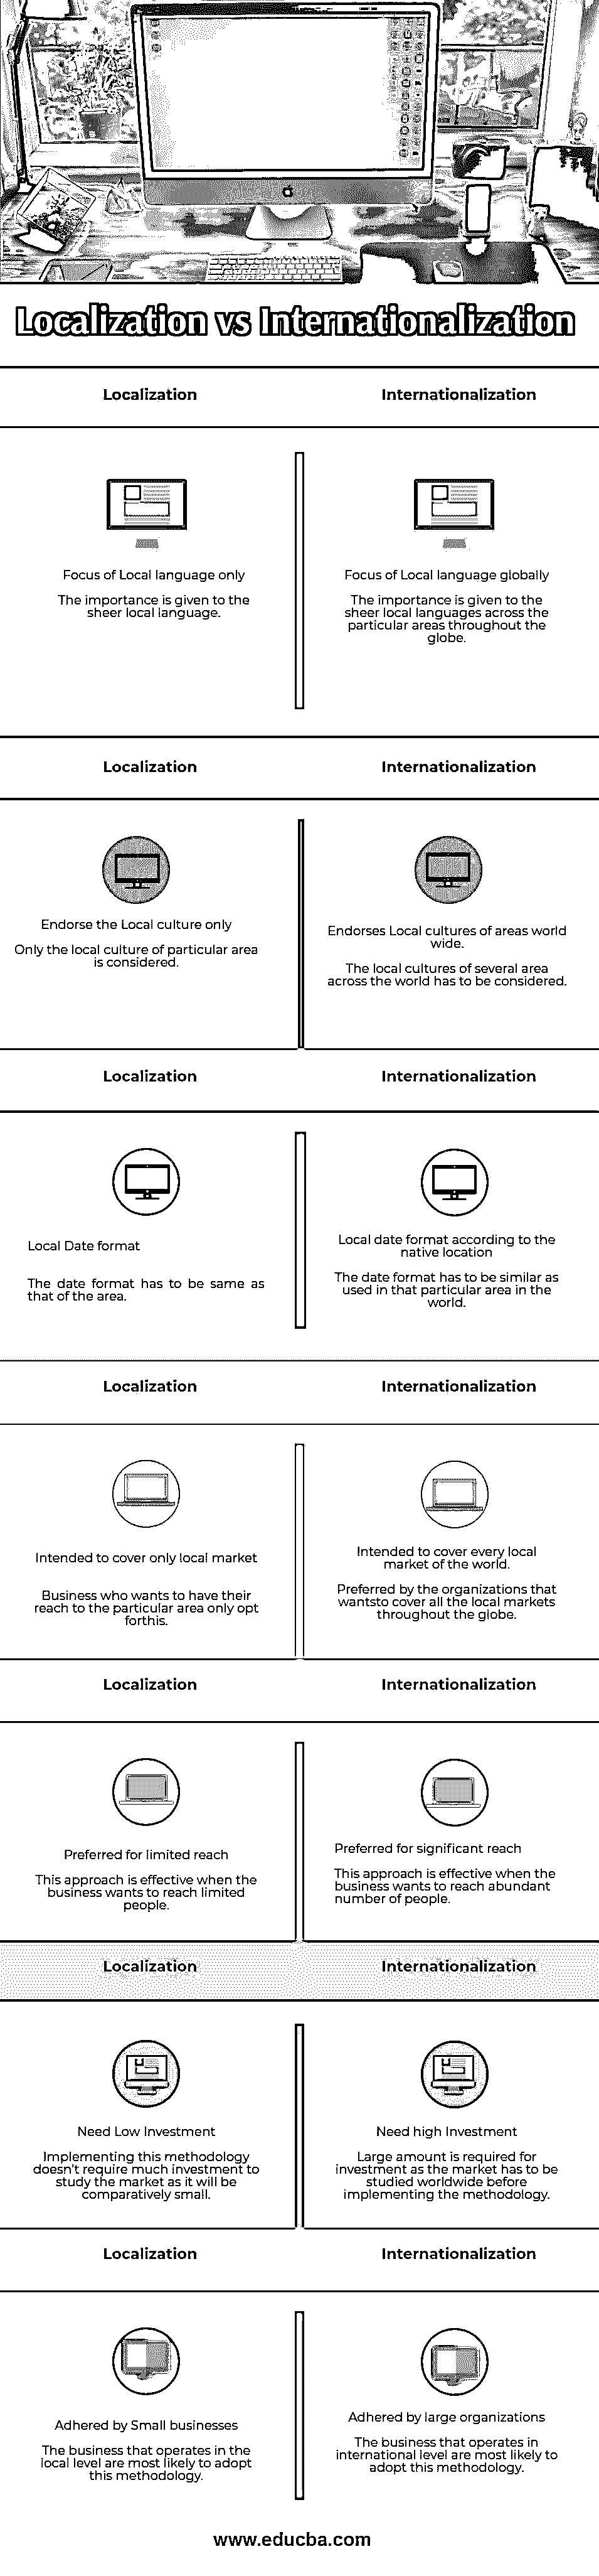 Localization vs Internationalization
Localization
Internationalization
Focus of Local language only
The importance is given to the
sheer local language.
Focus of Local language globally
The importance is given to the
sheer local languages across the
particular areas throughout the
globe.
Localization
Internationalization
Endorse the Local culture only
Only the local culture of particular area
is considered.
Endorses Local cultures of areas world
wide.
The local cultures of several area
across the world has to be considered.
Localization
Internationalization
Local Date format
The date format has to be same as
that of the area.
Local date format according to the
native location
The date format has to be similar as
used in that particular area in the
world.
Localization
Internationalization
Intended to cover only local market
Business who wants to have their
reach to the particular area only opt
forthis.
Intended to cover every local
market of the world.
Preferred by the organizations that
wantsto cover all the local markets
throughout the globe.
Localization
Internationalization
Preferred for limited reach
This approach is effective when the
business wants to reach limited
people.
Preferred for significant reach
This approach is effective when the
business wants to reach abundant
number of people.
Localization
Internationalization
Need Low Investment
Implementing this methodology
doesn't require much investment to
study the market as it will be
comparatively small.
Need high Investment
Large amount is required for
investment as the market has to be
studied worldwide before
implementing the methodology.
Localization
Internationalization
Adhered by Small businesses
The business that operates in the
local level are most likely to adopt
this methodology.
Adhered by large organizations
The business that operates in
international level are most likely to
adopt this methodology.
www.educba.com